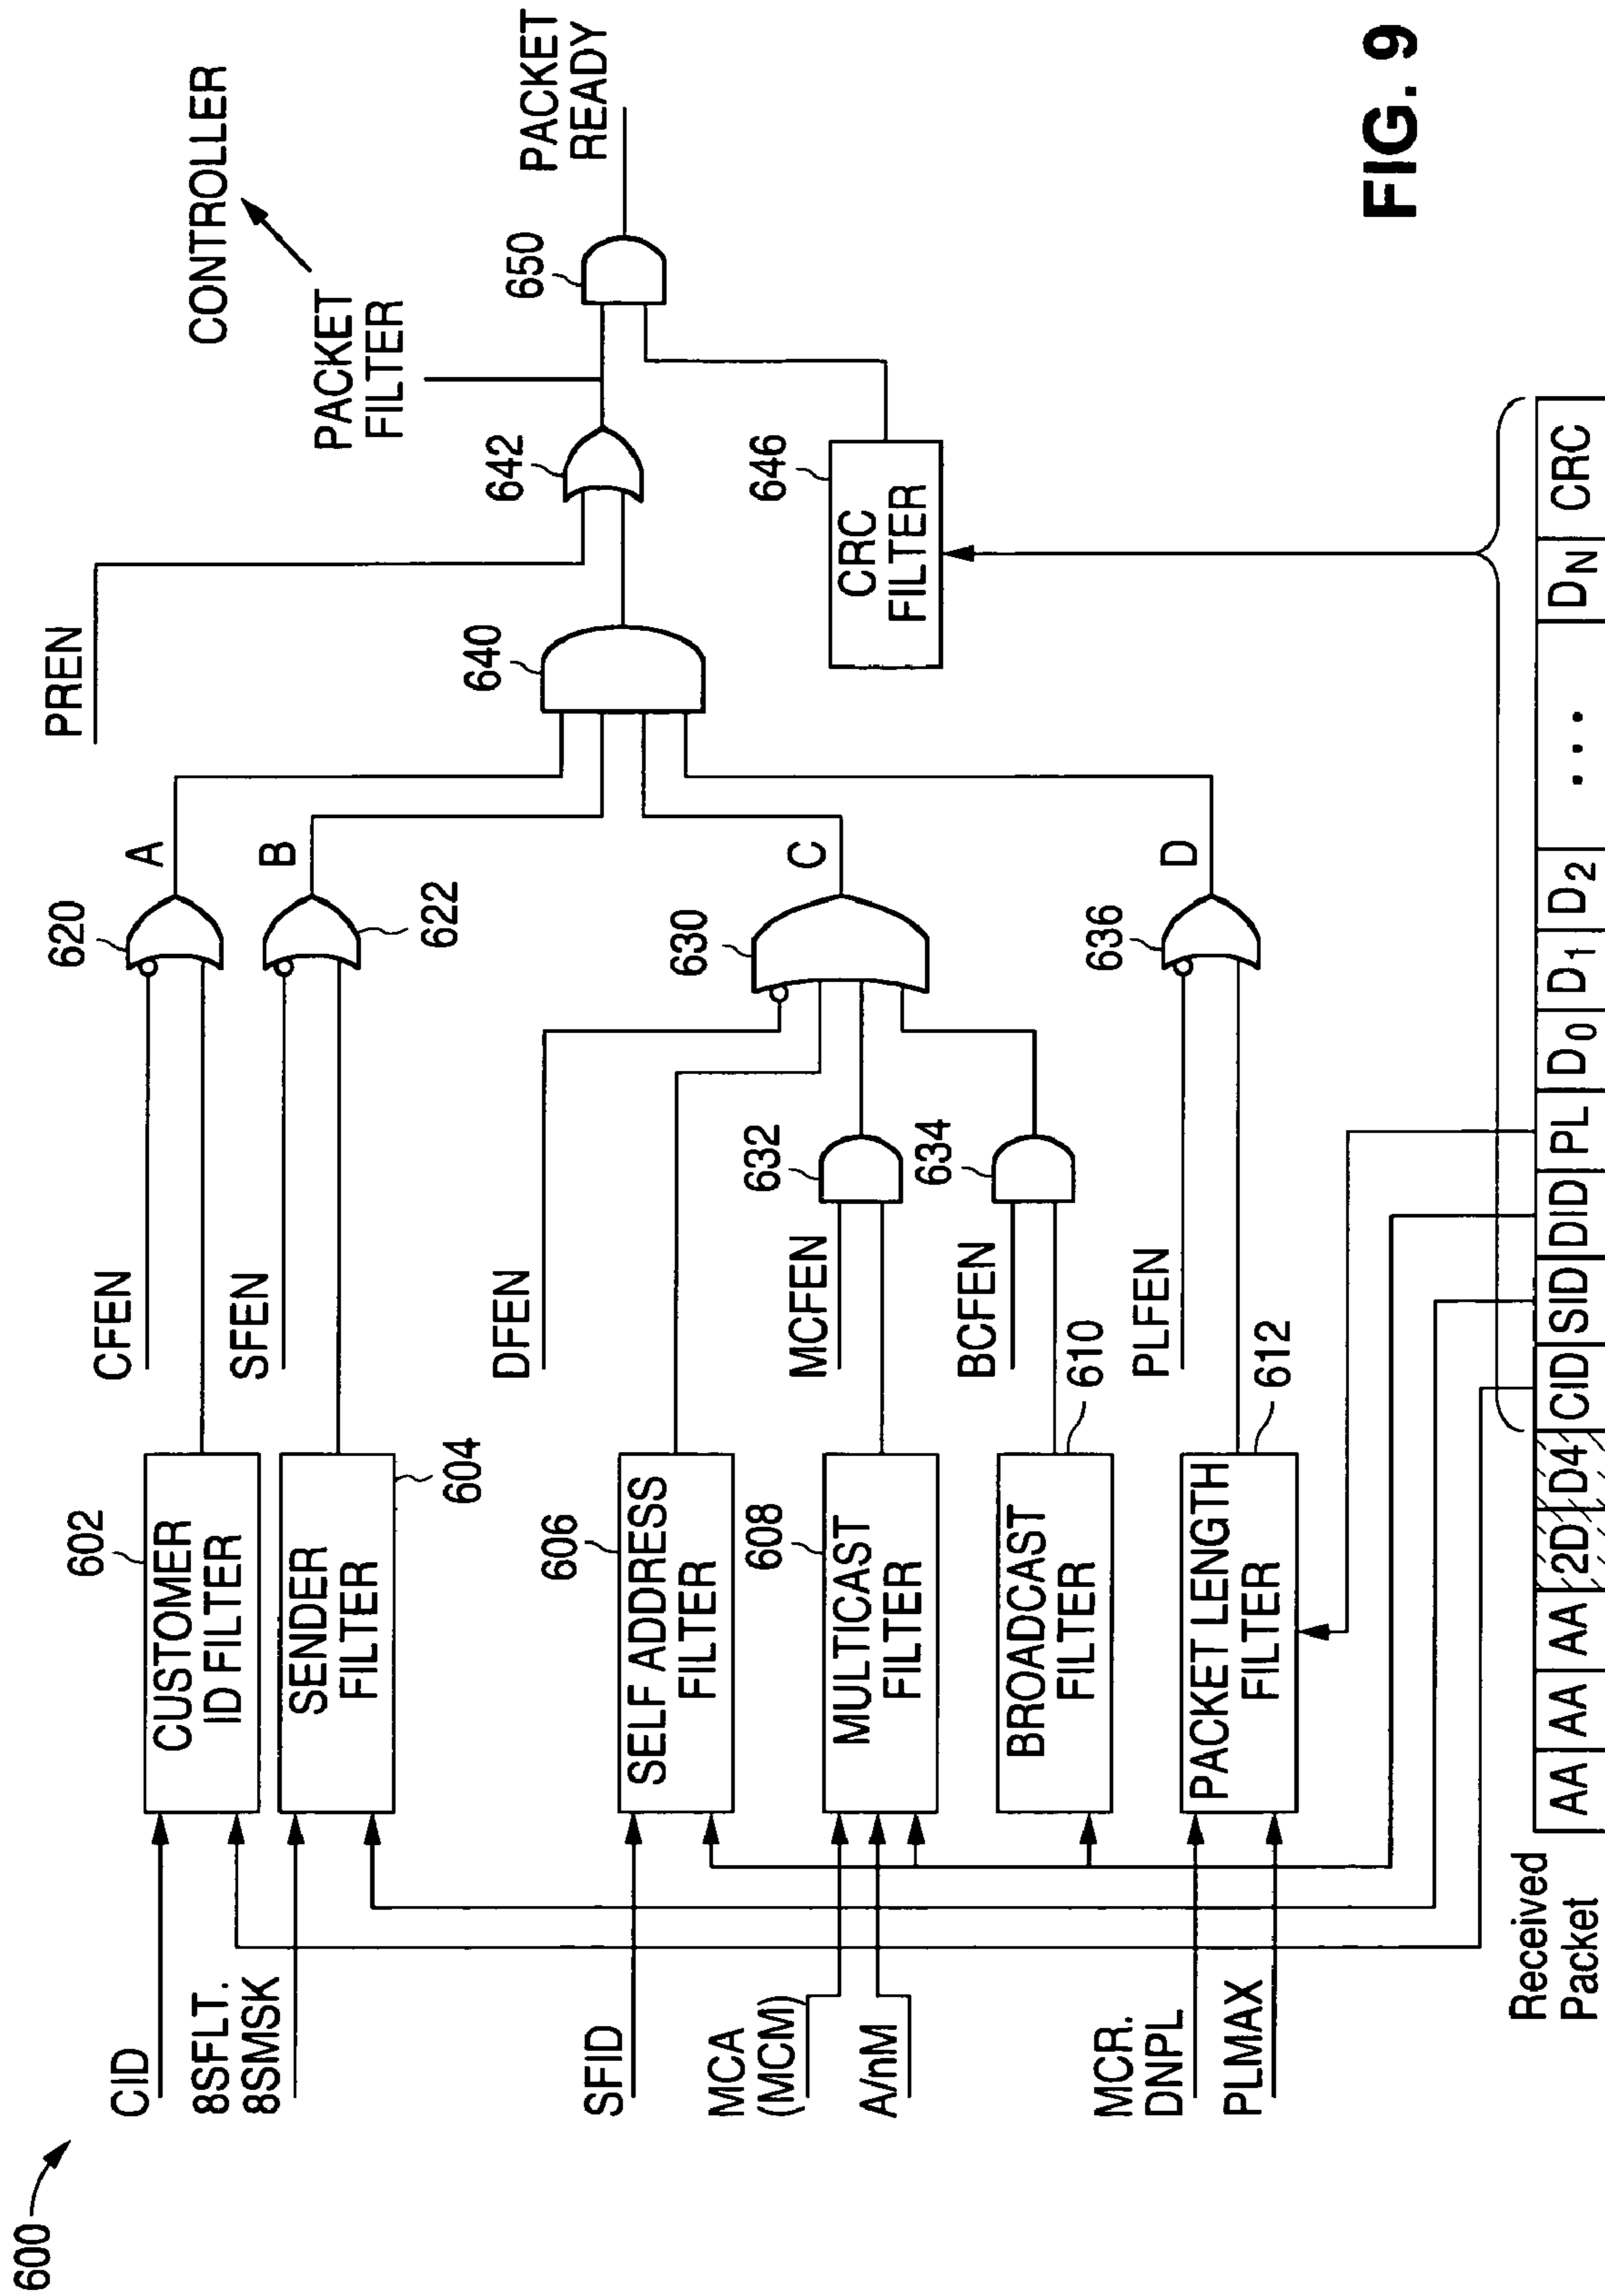 600
CID
8SFLT.
8SMSK
SFID
MCA
(MCM)
A/nM
MCR.
DNPL
PLMAX
602
CUSTOMER
ID FILTER
SENDER
FILTER
604
606
SELF ADDRESS
FILTER
608
MULTICAST
FILTER
BROADCAST
FILTER
610
PACKET LENGTH
FILTER
612
CFEN
SFEN
DFEN
MCFEN
BCFEN
PLFEN
632
634
620
A
B
622
630
C
636
D
PREN
640
642
646
CRC
FILTER
PACKET
FILTER
CONTROLLER
650
PACKET
READY
Received
Packet
AA AA AA 2D D4 CID SID DID PL D0 D1 D2 ... DN CRC
FIG. 9